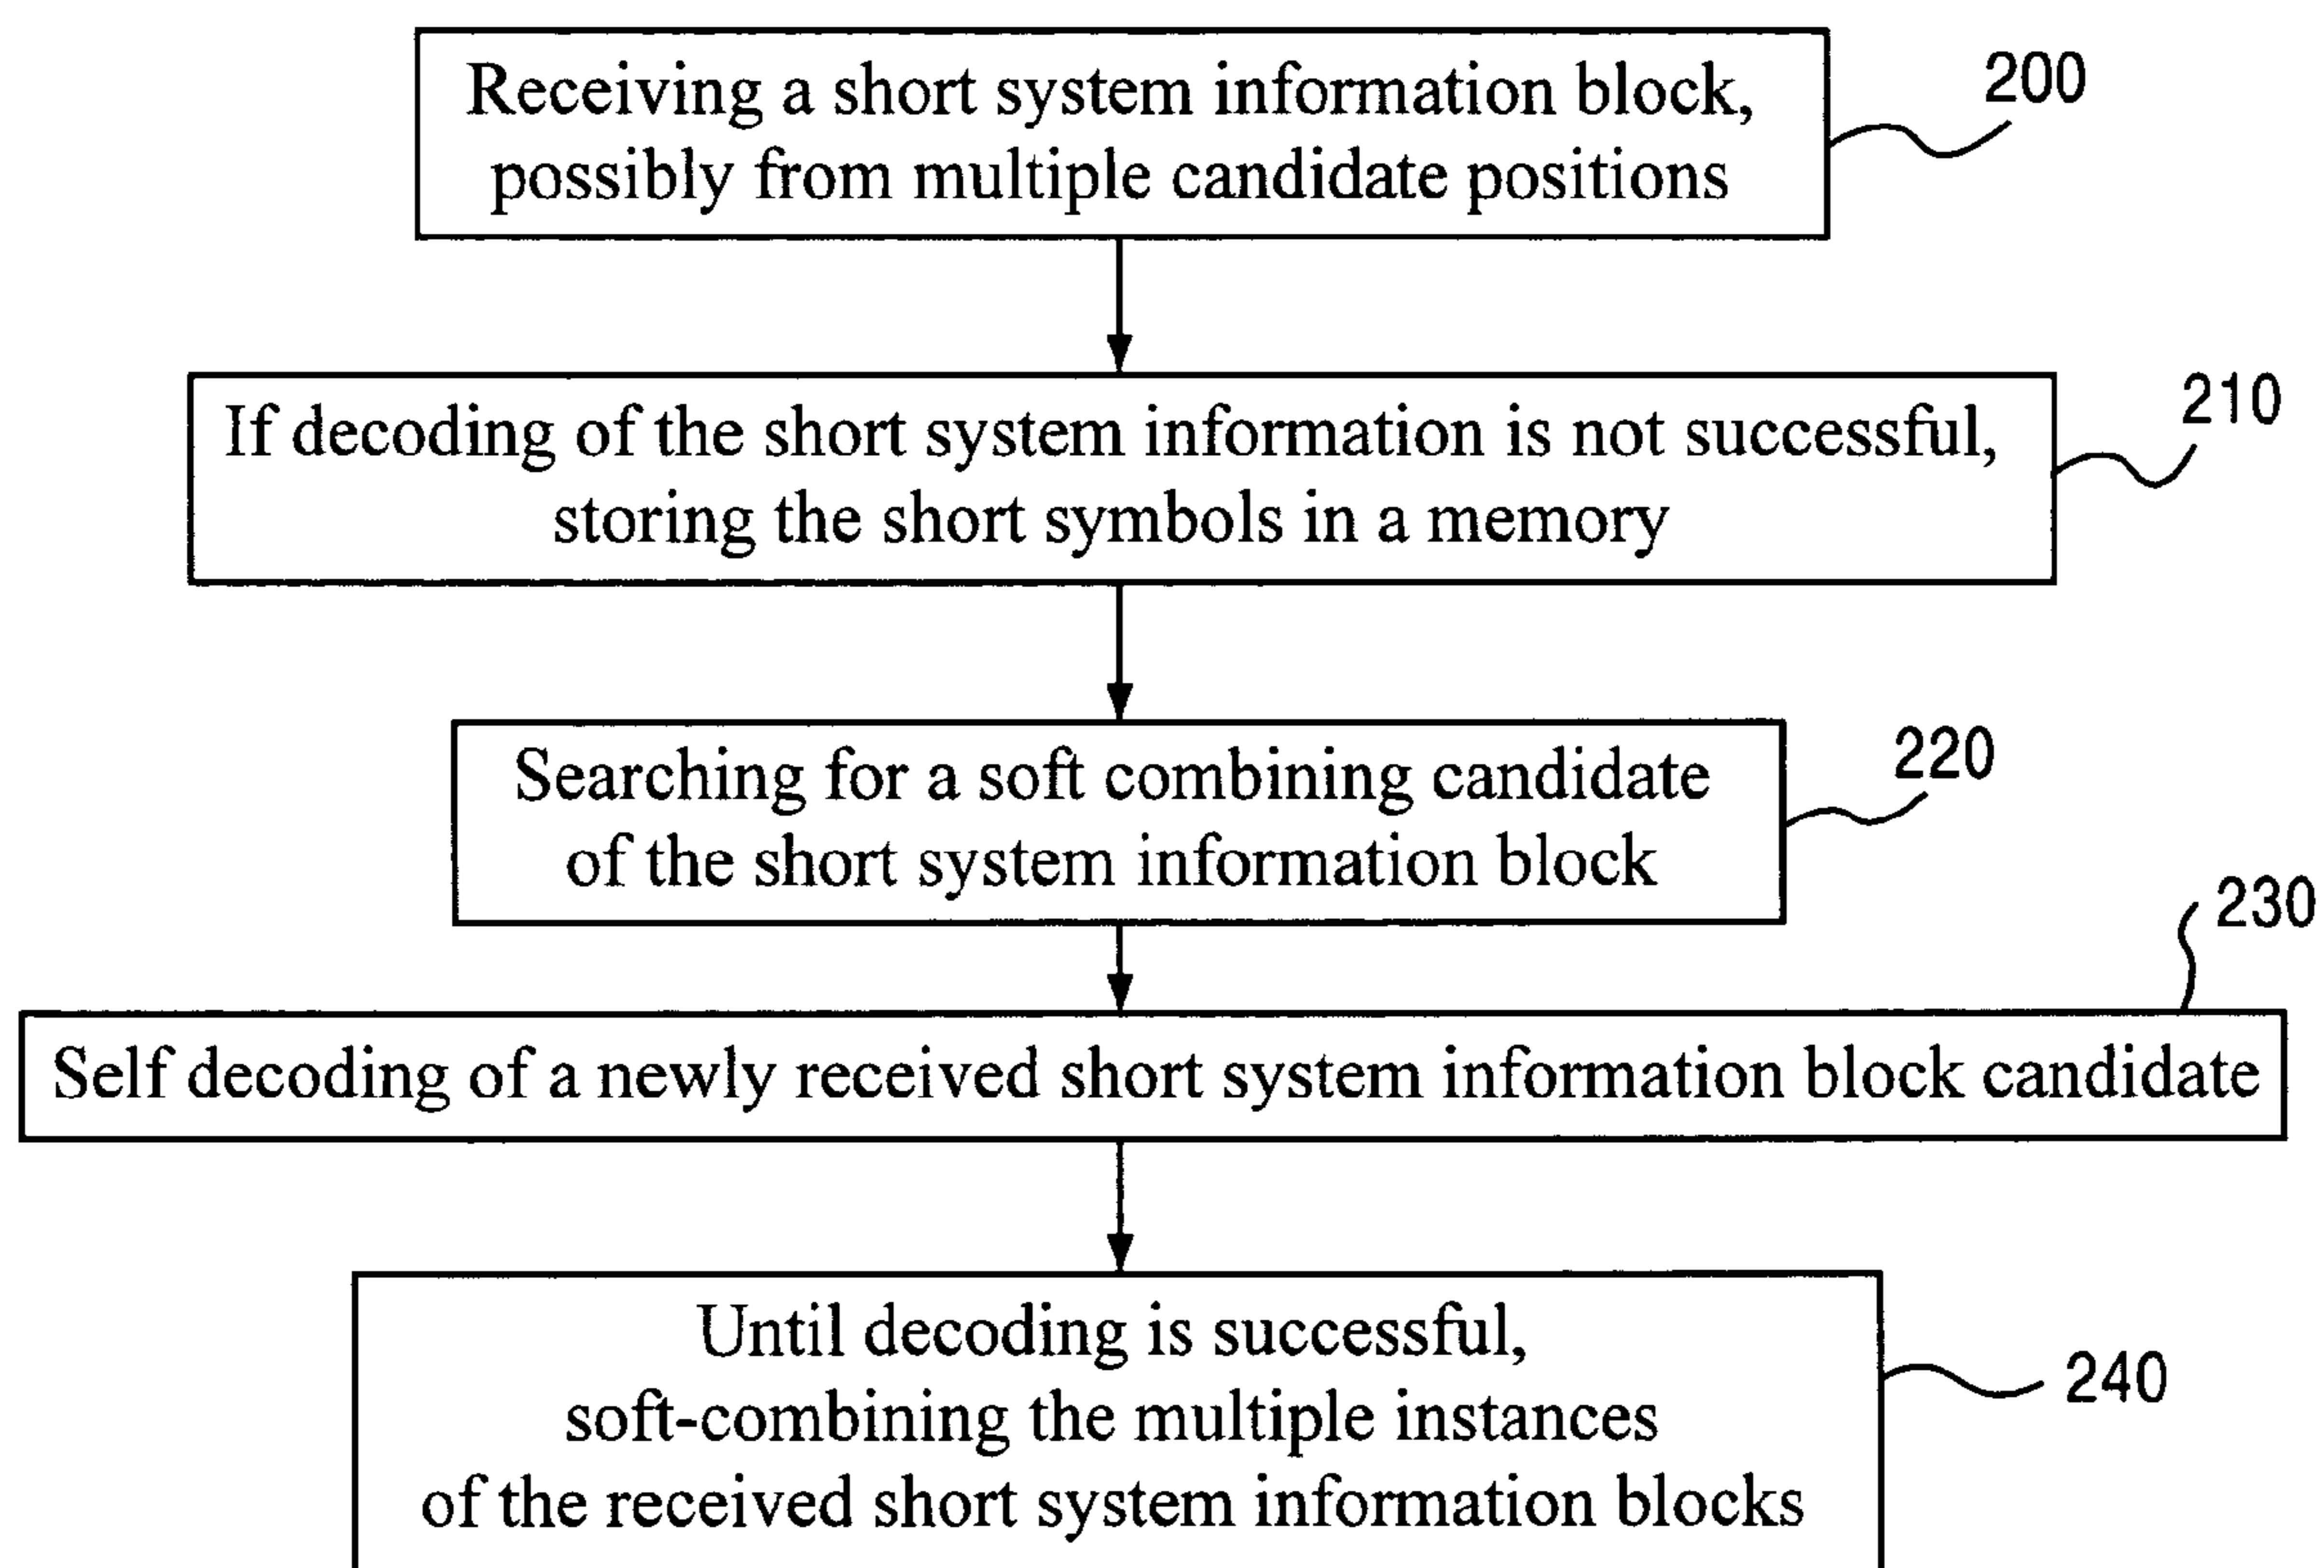 Receiving a short system information block,
possibly from multiple candidate positions
200
If decoding of the short system information is not successful,
storing the short symbols in a memory
210
Searching for a soft combining candidate
of the short system information block
220
230
Self decoding of a newly received short system information block candidate
Until decoding is successful,
soft-combining the multiple instances
of the received short system information blocks
240